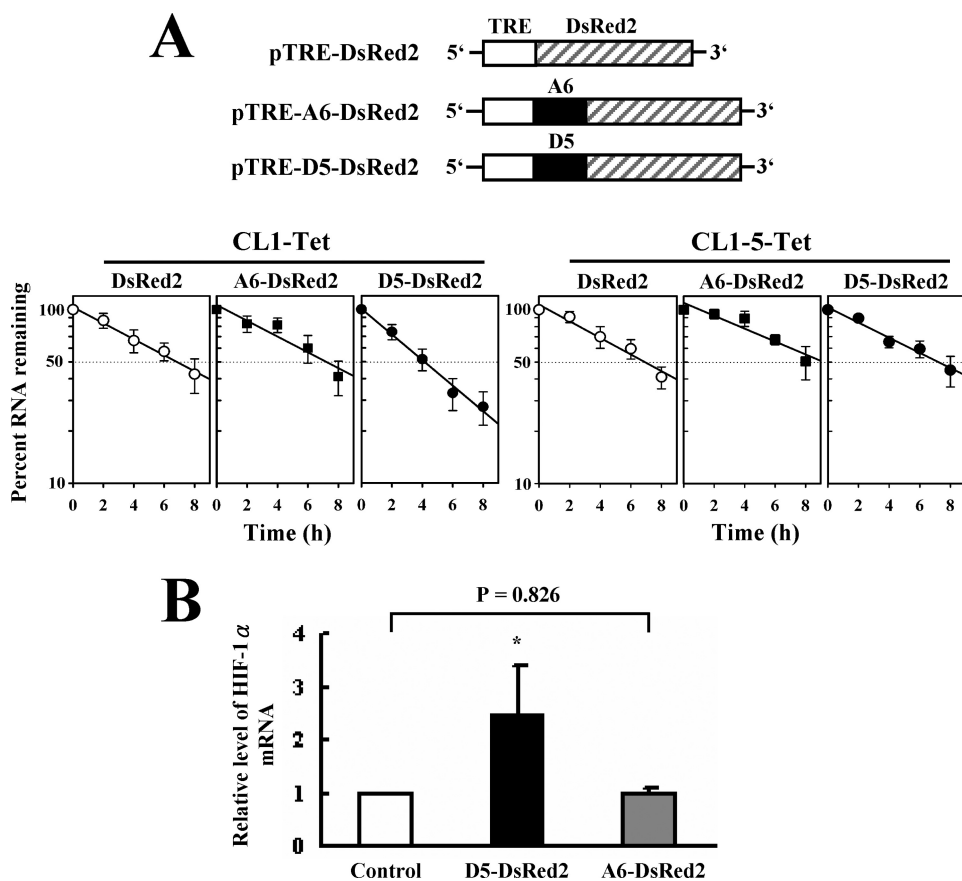 A
TRE DsRed2
pTRE-DsRed2 5‘ 3‘
A6
pTRE-A6-DsRed2 5‘ 3‘
D5
pTRE-D5-DsRed2 5‘ 3‘
CL1-Tet CL1-5-Tet
DsRed2 A6-DsRed2 D5-DsRed2 DsRed2 A6-DsRed2 D5-DsRed2
Percent RNA remaining
100 100
50 50
10 10
0 2 4 6 8 0 2 4 6 8 0 2 4 6 8 0 2 4 6 8 0 2 4 6 8 0 2 4 6 8
Time (h) Time (h)
B
P = 0.826
Relative level of HIF-1α
mRNA
4
*
3
2
1
0
Control D5-DsRed2 A6-DsRed2